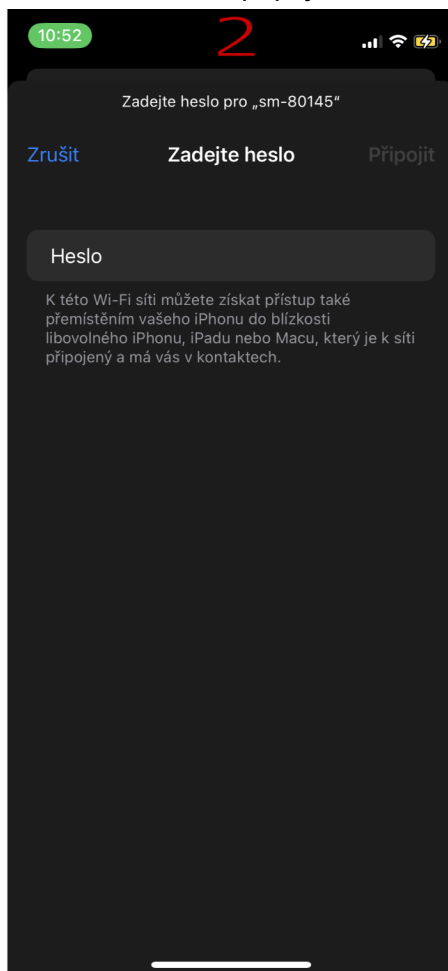 10:52
2
Zadejte heslo pro „sm-80145“
Zrušit Zadejte heslo Připojit
Heslo
K této Wi-Fi síti můžete získat přístup také
přemístěním vašeho iPhonu do blízkosti
libovolného iPhonu, iPadu nebo Macu, který je k síti
připojený a má vás v kontaktech.